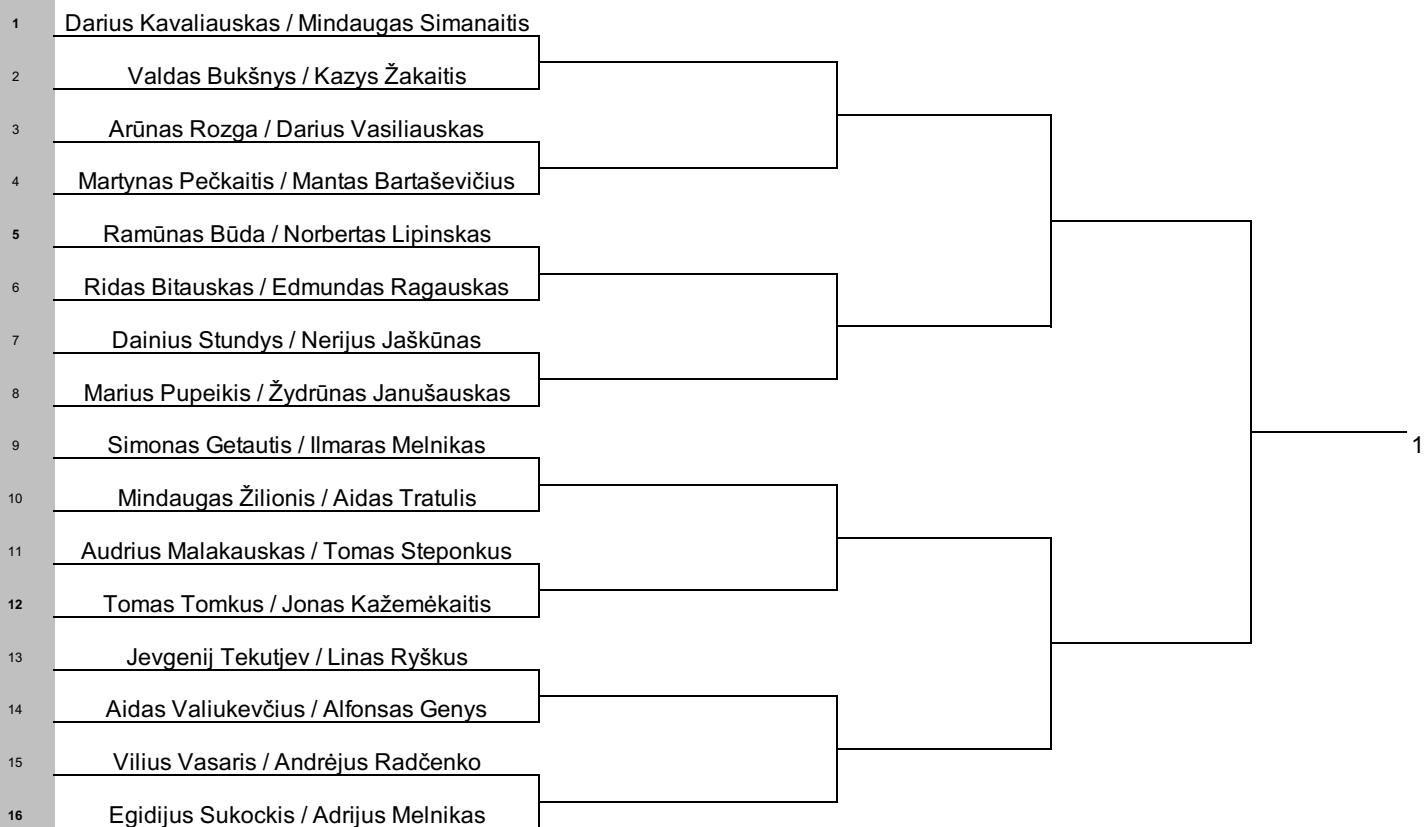 1 Darius Kavaliauskas / Mindaugas Simanaitis
2 Valdas Bukšnys / Kazys Žakaitis
3 Arūnas Rozga / Darius Vasiliauskas
4 Martynas Pečkaitis / Mantas Bartaševičius
5 Ramūnas Būda / Norbertas Lipinskas
6 Ridas Bitauskas / Edmundas Ragauskas
7 Dainius Stundys / Nerijus Jaškūnas
8 Marius Pupeikis / Žydrūnas Janušauskas
9 Simonas Getautis / Ilmaras Melnikas
1
10 Mindaugas Žilionis / Aidas Tratulis
11 Audrius Malakauskas / Tomas Steponkus
12 Tomas Tomkus / Jonas Kažemėkaitis
13 Jevgenij Tekutjev / Linas Ryškus
14 Aidas Valiukevčius / Alfonsas Genys
15 Vilius Vasaris / Andrėjus Radčenko
16 Egidijus Sukockis / Adrijus Melnikas